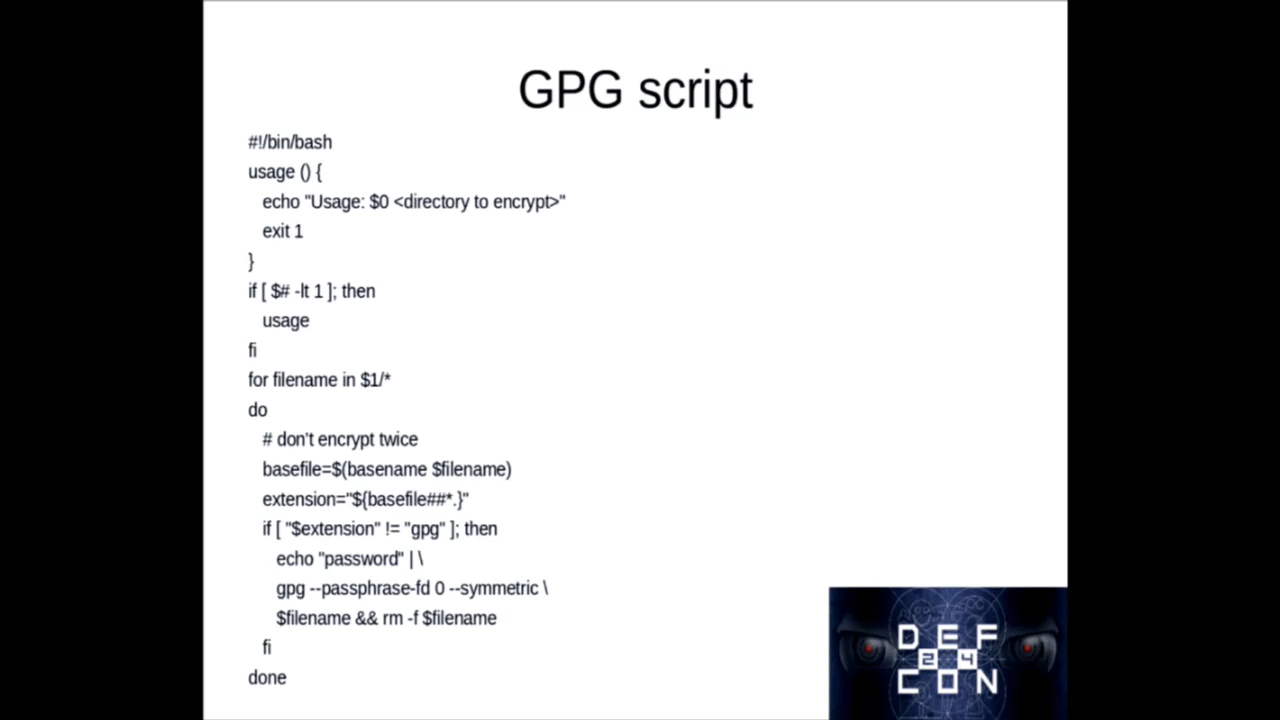 GPG script
#!/bin/bash
usage () {
echo "Usage: $0 <directory to encrypt>"
exit 1
}
if [ $# -lt 1 ]; then
usage
fi
for filename in $1/*
do
# don't encrypt twice
basefile=$(basename $filename)
extension="${basefile##*.}"
if [ "$extension" != "gpg" ]; then
echo "password" | \
gpg --passphrase-fd 0 --symmetric \
$filename && rm -f $filename
fi
done
DEF
24
CON